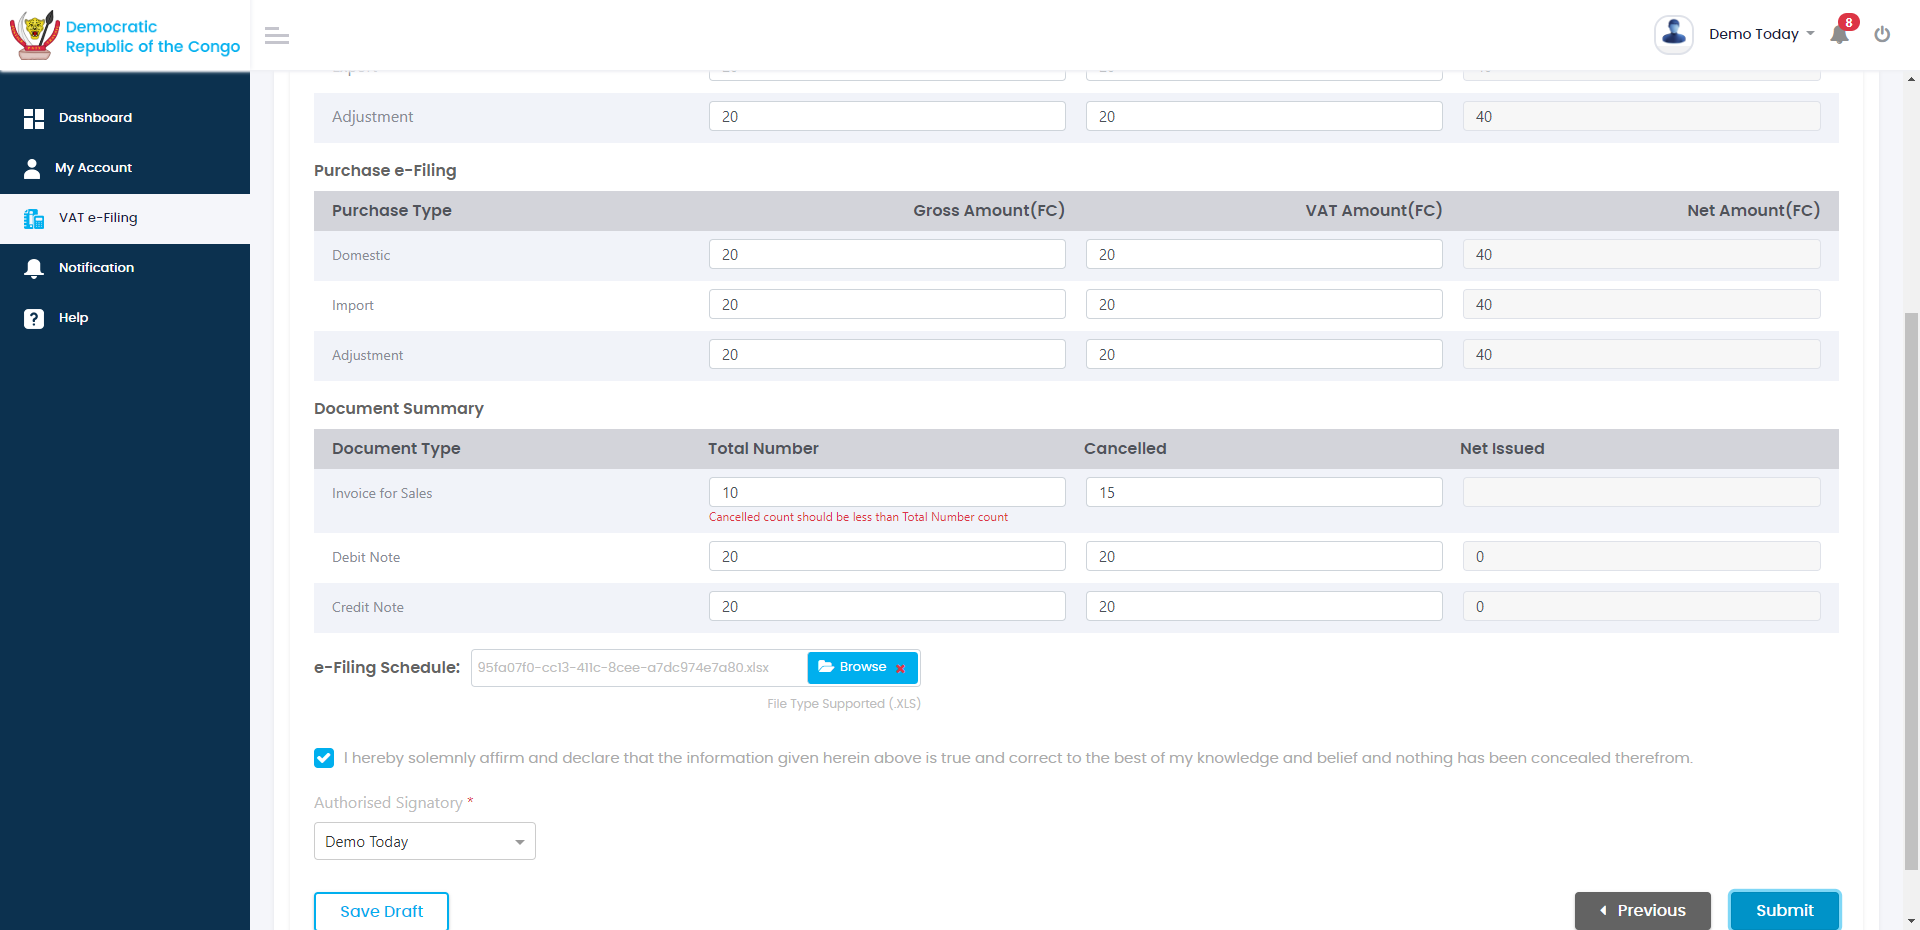 Democratic
Republic of the Congo
Demo Today
8
Dashboard
My Account
VAT e-Filing
Notification
Help
Adjustment 20 20 40
Purchase e-Filing
Purchase Type Gross Amount(FC) VAT Amount(FC) Net Amount(FC)
Domestic 20 20 40
Import 20 20 40
Adjustment 20 20 40
Document Summary
Document Type Total Number Cancelled Net Issued
Invoice for Sales 10 15
Cancelled count should be less than Total Number count
Debit Note 20 20 0
Credit Note 20 20 0
e-Filing Schedule: 95fa07f0-cc13-411c-8cee-a7dc974e7a80.xlsx Browse
File Type Supported (.XLS)
I hereby solemnly affirm and declare that the information given herein above is true and correct to the best of my knowledge and belief and nothing has been concealed therefrom.
Authorised Signatory *
Demo Today
Save Draft Previous Submit